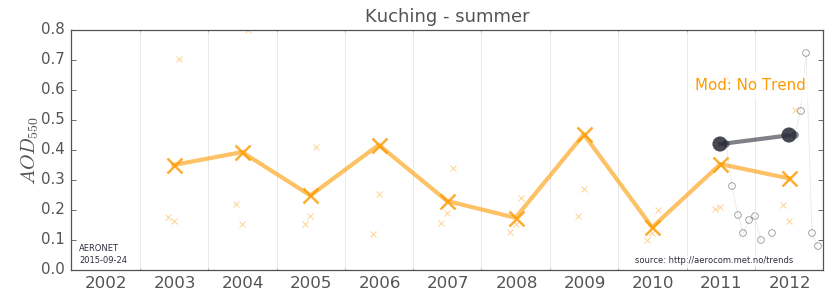 Kuching - summer
0.8
0.7
0.6
0.5
0.4
0.3
0.2
0.1
0.0
AOD550
Mod: No Trend
AERONET
2015-09-24
source: http://aerocom.met.no/trends
2002 2003 2004 2005 2006 2007 2008 2009 2010 2011 2012